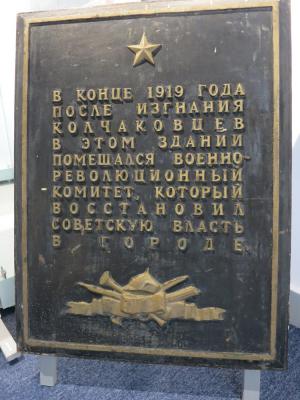 В КОНЦЕ 1919 ГОДА
ПОСЛЕ ИЗГНАНИЯ
КОЛЧАКОВЦЕВ
В ЭТОМ ЗДАНИИ
ПОМЕЩАЛСЯ ВОЕННО-
РЕВОЛЮЦИОННЫЙ
КОМИТЕТ, КОТОРЫЙ
ВОССТАНОВИЛ
СОВЕТСКУЮ ВЛАСТЬ
В ГОРОДЕ